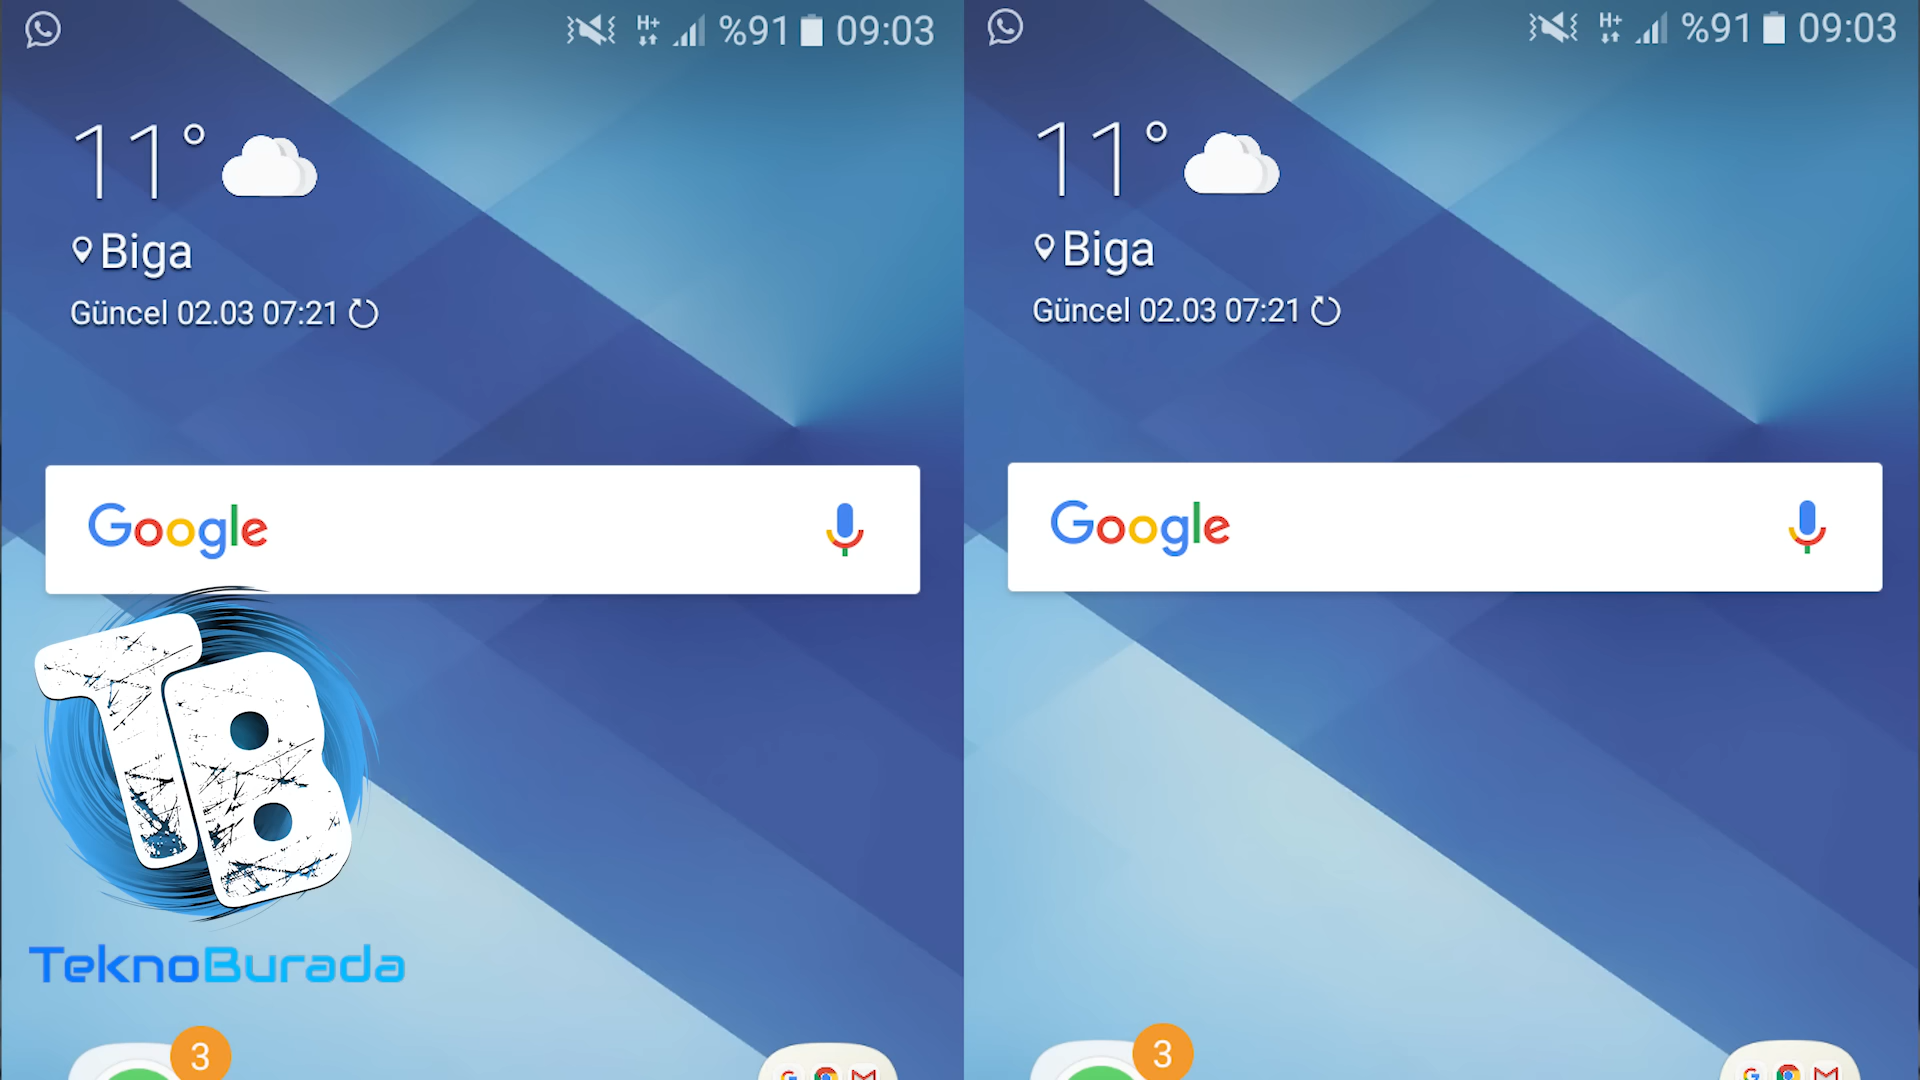 H+ %91 09:03
11°
Biga
Güncel 02.03 07:21
Google
TB
TeknoBurada
3
H+ %91 09:03
11°
Biga
Güncel 02.03 07:21
Google
3